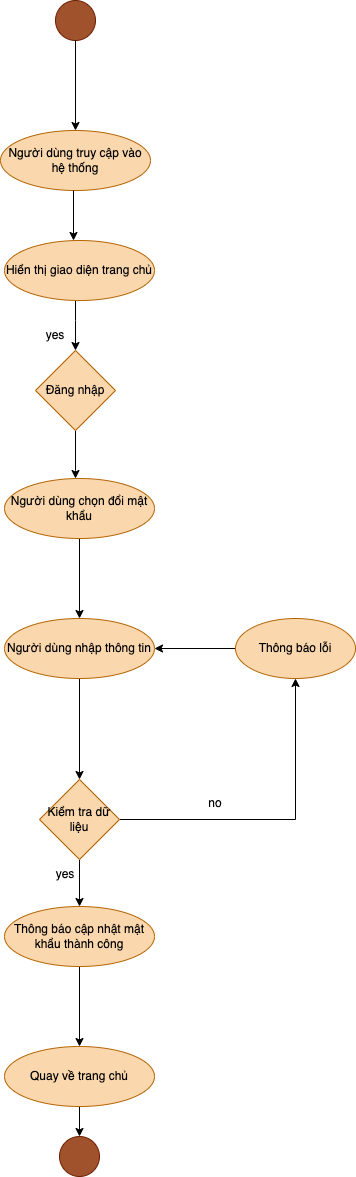 Người dùng truy cập vào
hệ thống
Hiển thị giao diện trang chủ
yes
Đăng nhập
Người dùng chọn đổi mật
khẩu
Người dùng nhập thông tin
Thông báo lỗi
Kiểm tra dữ
liệu
no
yes
Thông báo cập nhật mật
khẩu thành công
Quay về trang chủ